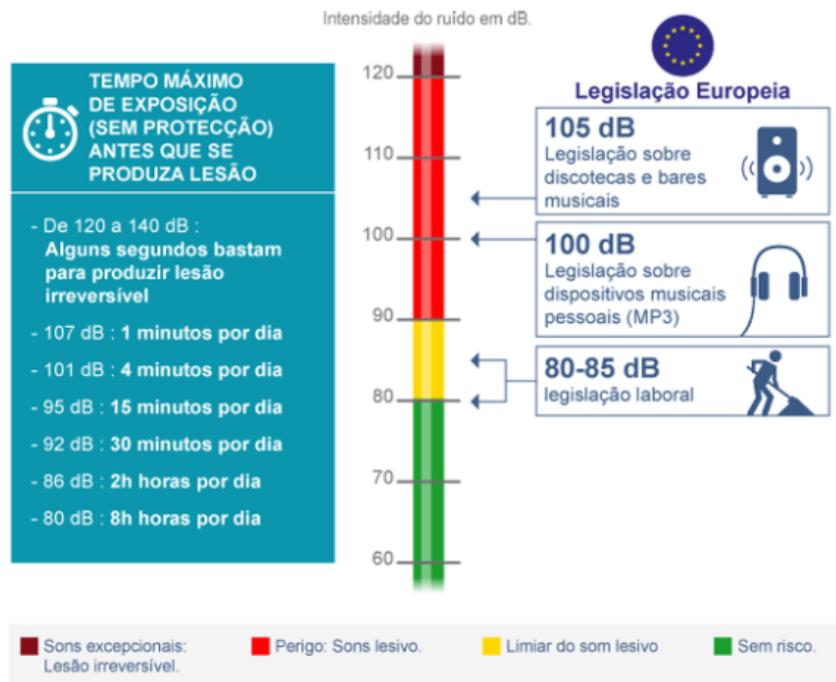 Intensidade do ruído em dB.
TEMPO MÁXIMO
DE EXPOSIÇÃO
(SEM PROTECÇÃO)
ANTES QUE SE
PRODUZA LESÃO
- De 120 a 140 dB :
Alguns segundos bastam
para produzir lesão
irreversível
- 107 dB : 1 minutos por dia
- 101 dB : 4 minutos por dia
- 95 dB : 15 minutos por dia
- 92 dB : 30 minutos por dia
- 86 dB : 2h horas por dia
- 80 dB : 8h horas por dia
120
110
100
90
80
70
60
Legislação Europeia
105 dB
Legislação sobre
discotecas e bares
musicais
100 dB
Legislação sobre
dispositivos musicais
pessoais (MP3)
80-85 dB
legislação laboral
Sons excepcionais:
Lesão irreversível.
Perigo: Sons lesivo.
Limiar do som lesivo
Sem risco.